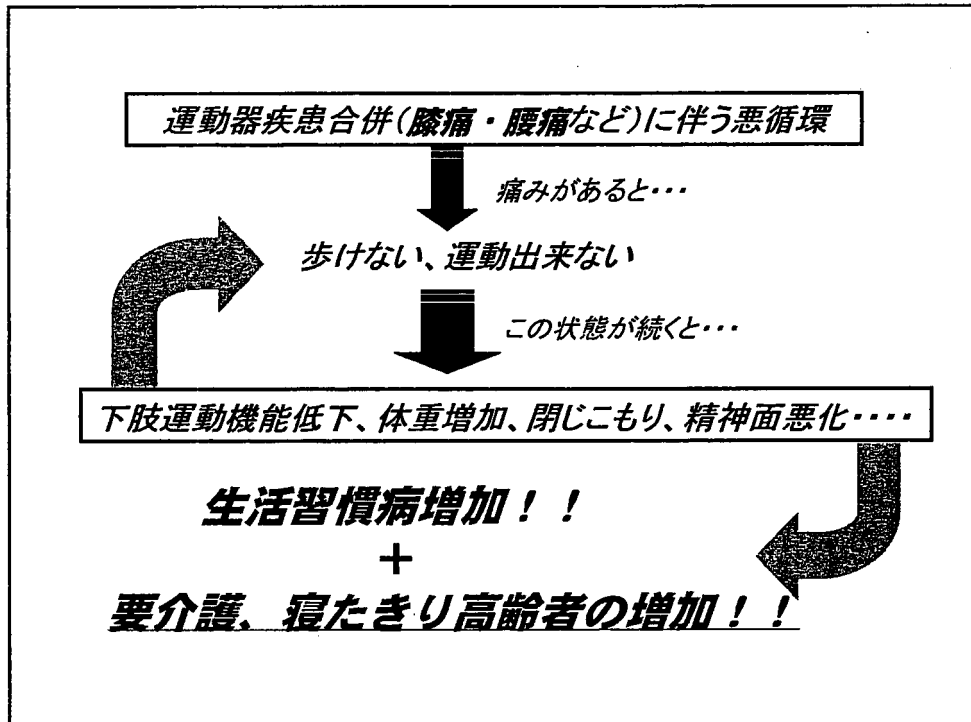 運動器疾患合併(膝痛・腰痛など)に伴う悪循環
痛みがあると・・・
歩けない、運動出来ない
この状態が続くと・・・
下肢運動機能低下、体重増加、閉じこもり、精神面悪化・・・・
生活習慣病増加！！
＋
要介護、寝たきり高齢者の増加！！